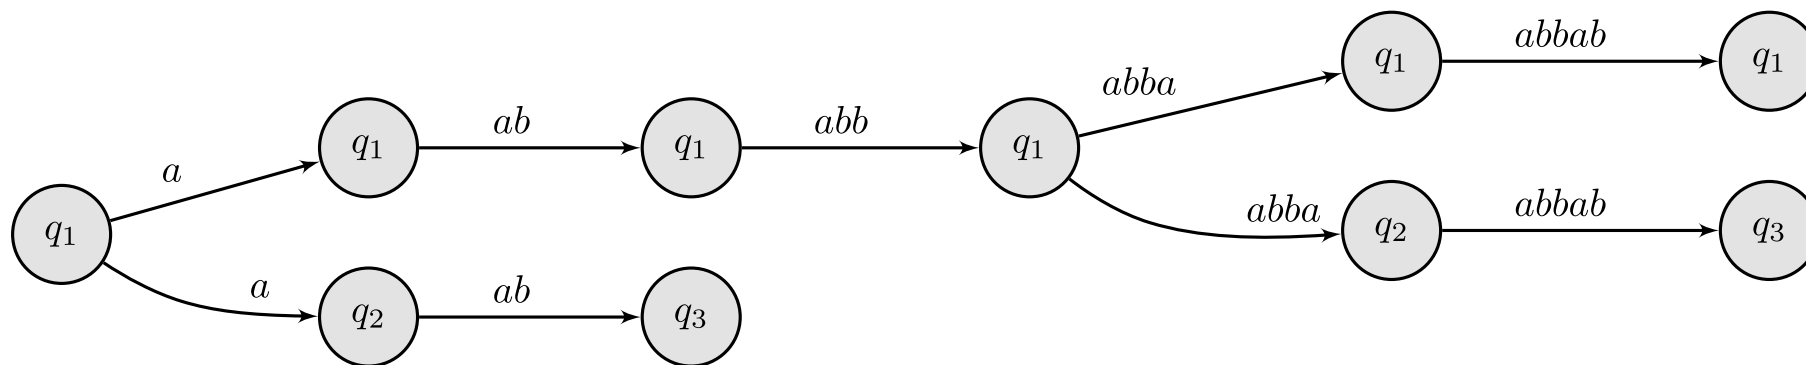 abbab
q₁ q₁
abba
ab abb
q₁ q₁ q₁
a
abba abbab
q₁ q₂ q₃
a ab
q₂ q₃